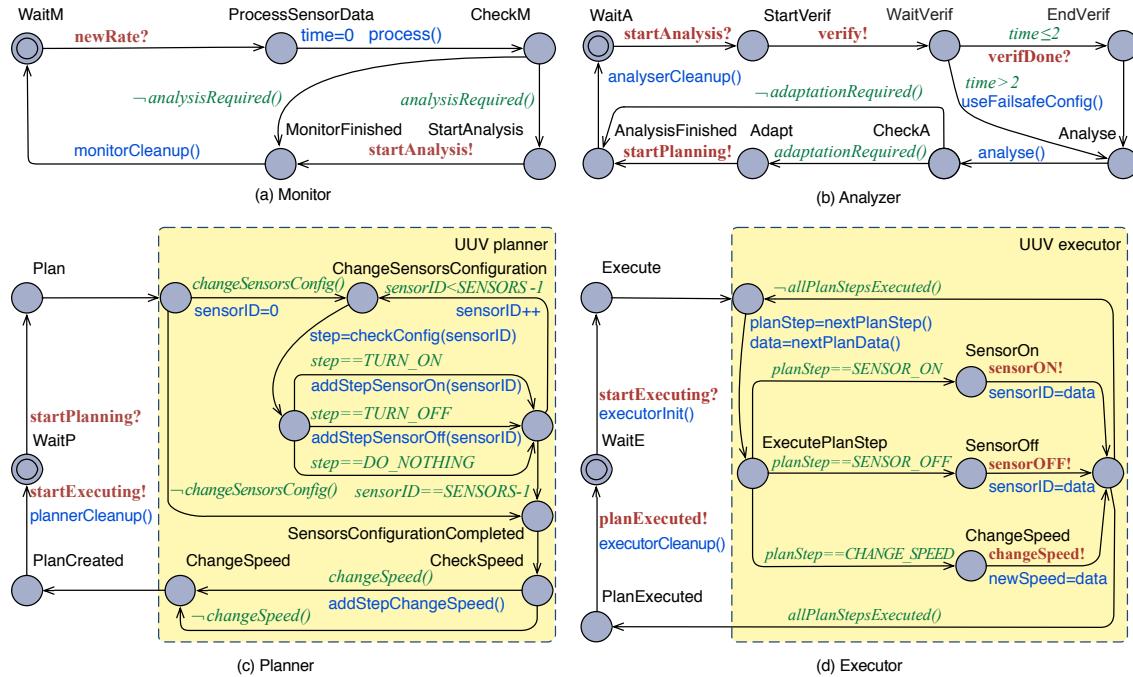 WaitM
ProcessSensorData
CheckM
newRate?
time=0 process()
¬analysisRequired()
analysisRequired()
MonitorFinished
StartAnalysis
monitorCleanup()
startAnalysis!
(a) Monitor
WaitA
StartVerif
WaitVerif
EndVerif
startAnalysis?
verify!
time≤2
verifDone?
analyserCleanup()
time>2
useFailsafeConfig()
¬adaptationRequired()
AnalysisFinished
Adapt
CheckA
Analyse
startPlanning!
adaptationRequired()
analyse()
(b) Analyzer
UUV planner
Plan
ChangeSensorsConfiguration
changeSensorsConfig()
sensorID<SENSORS-1
sensorID=0
sensorID++
step=checkConfig(sensorID)
step==TURN_ON
addStepSensorOn(sensorID)
startPlanning?
step==TURN_OFF
WaitP
addStepSensorOff(sensorID)
step==DO_NOTHING
startExecuting!
¬changeSensorsConfig()
sensorID==SENSORS-1
plannerCleanup()
SensorsConfigurationCompleted
PlanCreated
ChangeSpeed
CheckSpeed
changeSpeed()
addStepChangeSpeed()
¬changeSpeed()
(c) Planner
UUV executor
Execute
¬allPlanStepsExecuted()
planStep=nextPlanStep()
data=nextPlanData()
SensorOn
planStep==SENSOR_ON
sensorON!
startExecuting?
sensorID=data
executorInit()
WaitE
ExecutePlanStep
SensorOff
planStep==SENSOR_OFF
sensorOFF!
sensorID=data
planExecuted!
executorCleanup()
ChangeSpeed
planStep==CHANGE_SPEED
changeSpeed!
newSpeed=data
PlanExecuted
allPlanStepsExecuted()
(d) Executor